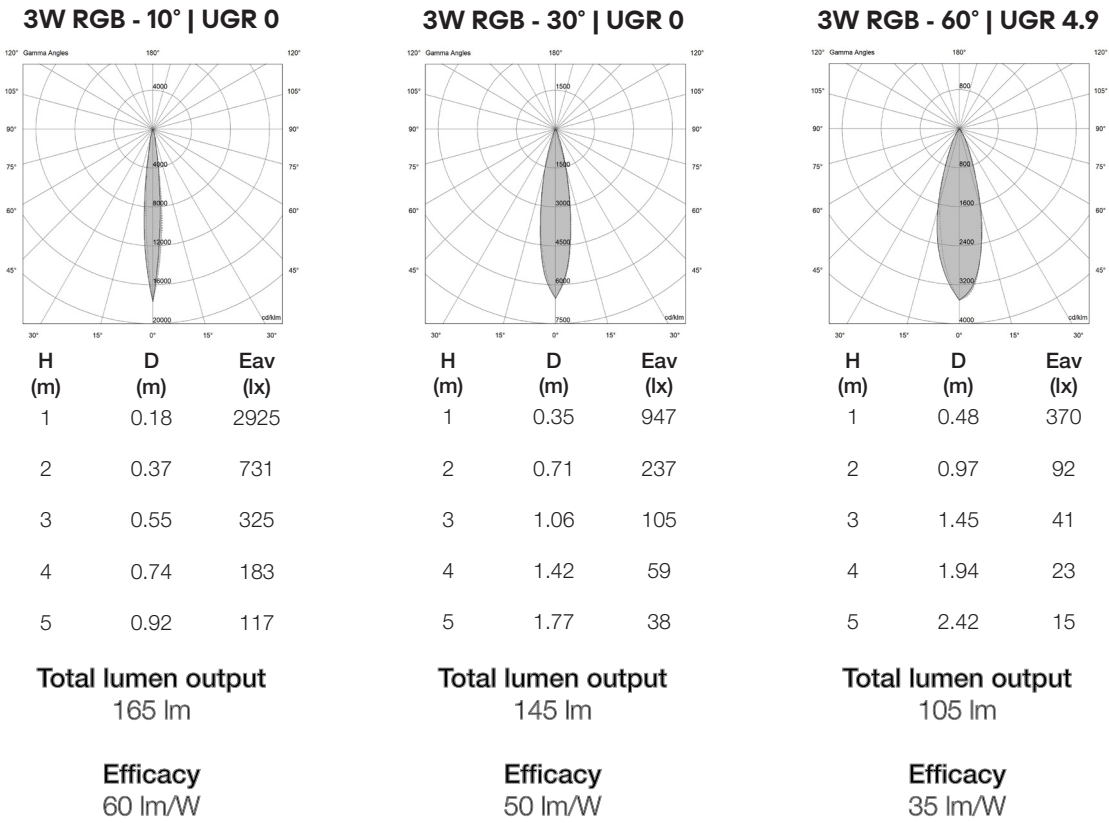 3W RGB - 10° | UGR 0
120° Gamma Angles 180° 120°
105° 4000 105°
90° 90°
75° 4000 75°
60° 8000 60°
12000
45° 45°
16000
20000 cd/klm
30° 15° 0° 15° 30°
H D Eav
(m) (m) (lx)
1 0.18 2925
2 0.37 731
3 0.55 325
4 0.74 183
5 0.92 117
Total lumen output
165 lm
Efficacy
60 lm/W
3W RGB - 30° | UGR 0
120° Gamma Angles 180° 120°
105° 1500 105°
90° 90°
75° 1500 75°
60° 3000 60°
4500
45° 45°
6000
7500 cd/klm
30° 15° 0° 15° 30°
H D Eav
(m) (m) (lx)
1 0.35 947
2 0.71 237
3 1.06 105
4 1.42 59
5 1.77 38
Total lumen output
145 lm
Efficacy
50 lm/W
3W RGB - 60° | UGR 4.9
120° Gamma Angles 180° 120°
105° 800 105°
90° 90°
75° 800 75°
60° 1600 60°
2400
45° 45°
3200
4000 cd/klm
30° 15° 0° 15° 30°
H D Eav
(m) (m) (lx)
1 0.48 370
2 0.97 92
3 1.45 41
4 1.94 23
5 2.42 15
Total lumen output
105 lm
Efficacy
35 lm/W